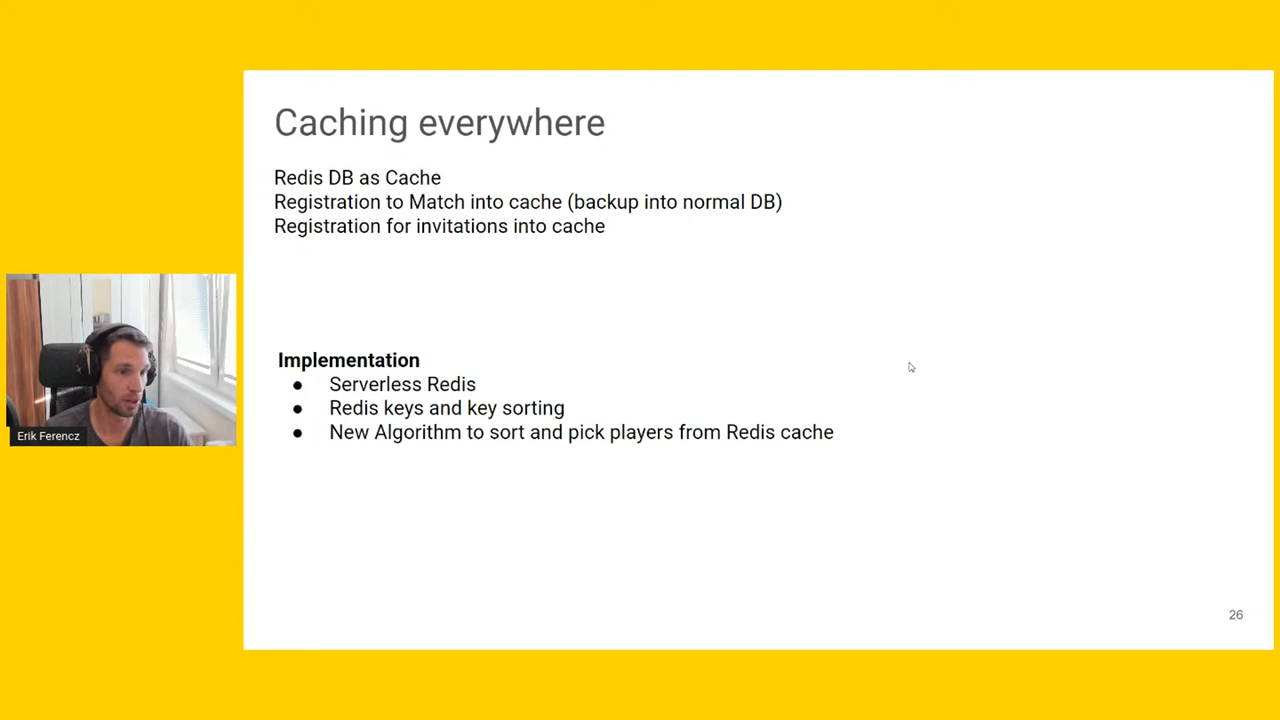 Caching everywhere
Redis DB as Cache
Registration to Match into cache (backup into normal DB)
Registration for invitations into cache
Implementation
● Serverless Redis
● Redis keys and key sorting
● New Algorithm to sort and pick players from Redis cache
Erik Ferencz
26